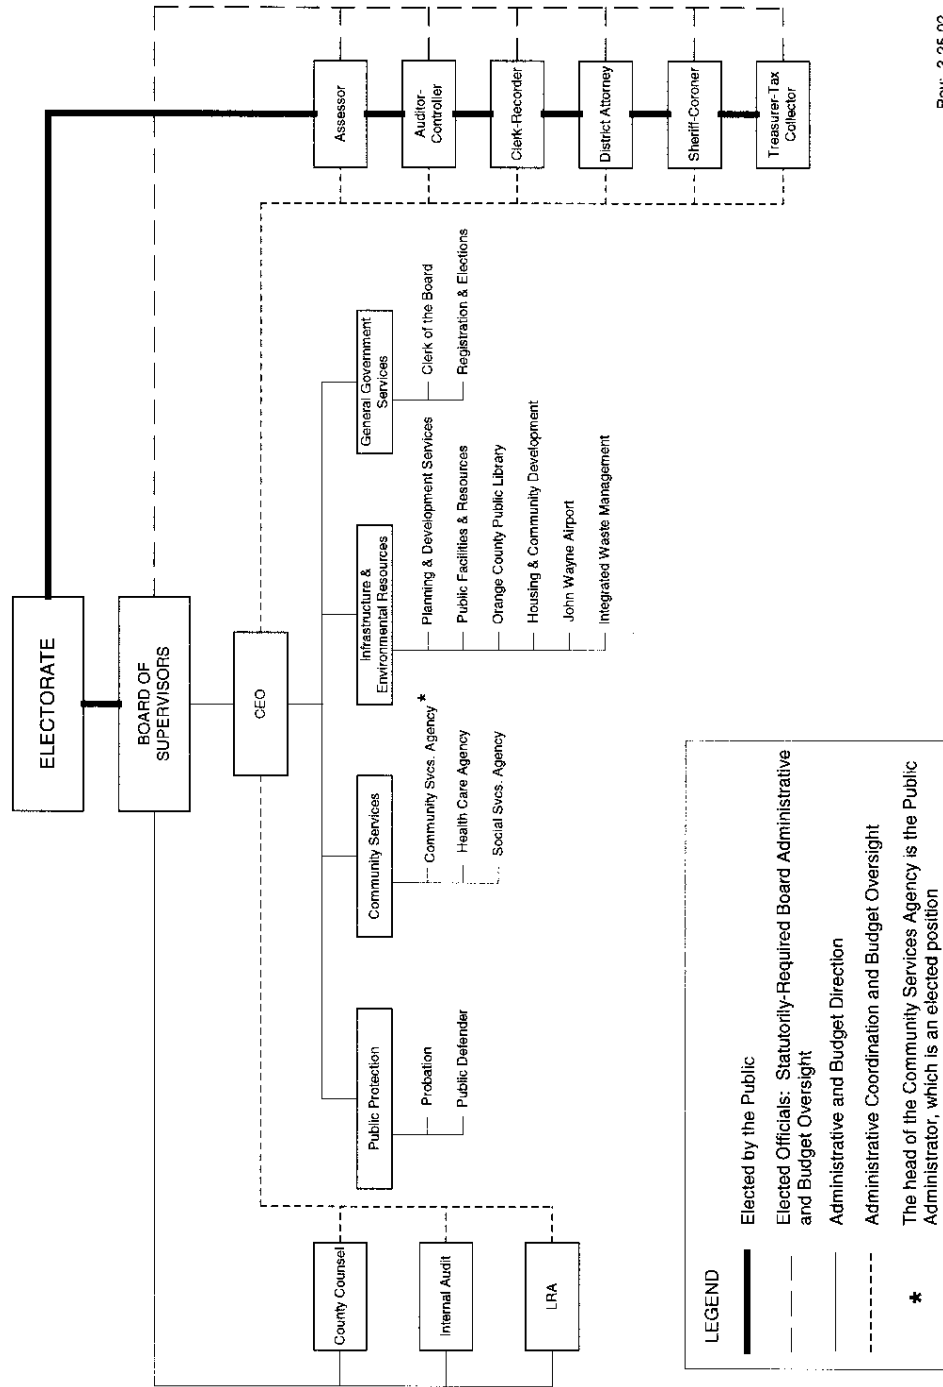 ELECTORATE
BOARD OF
SUPERVISORS
CEO
County Counsel
Internal Audit
LRA
Public Protection
Probation
Public Defender
Community Services
Community Svcs. Agency *
Health Care Agency
Social Svcs. Agency
Infrastructure &
Environmental Resources
Planning & Development Services
Public Facilities & Resources
Orange County Public Library
Housing & Community Development
John Wayne Airport
Integrated Waste Management
General Government
Services
Clerk of the Board
Registration & Elections
Assessor
Auditor-
Controller
Clerk-Recorder
District Attorney
Sheriff-Coroner
Treasurer-Tax
Collector
LEGEND
Elected by the Public
Elected Officials: Statutorily-Required Board Administrative
and Budget Oversight
Administrative and Budget Direction
Administrative Coordination and Budget Oversight
* The head of the Community Services Agency is the Public
Administrator, which is an elected position